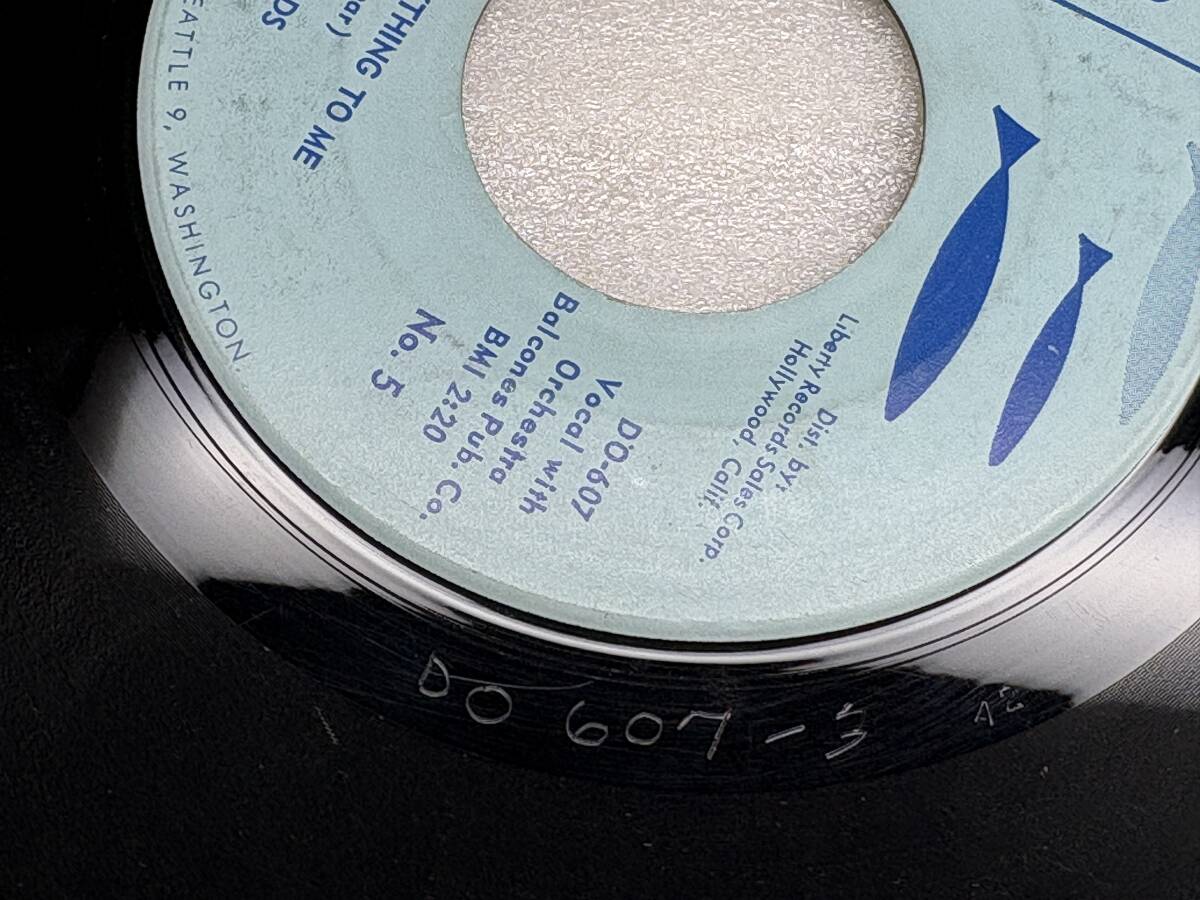 THING TO ME
DO-607
Vocal with
Orchestra
Balcones Pub. Co.
BMI 2:20
No. 5
Dist. by:
Liberty Records Sales Corp.
Hollywood, Calif.
EATTLE 9, WASHINGTON.
DO 607-3